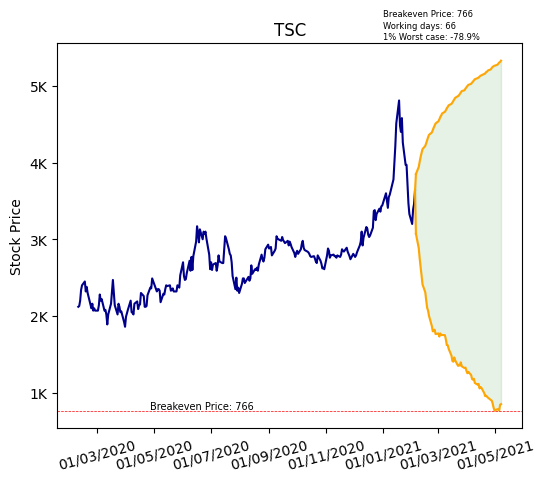 Breakeven Price: 766
Working days: 66
1% Worst case: -78.9%
TSC
Stock Price
5K
4K
3K
2K
1K
Breakeven Price: 766
01/03/2020
01/05/2020
01/07/2020
01/09/2020
01/11/2020
01/01/2021
01/03/2021
01/05/2021